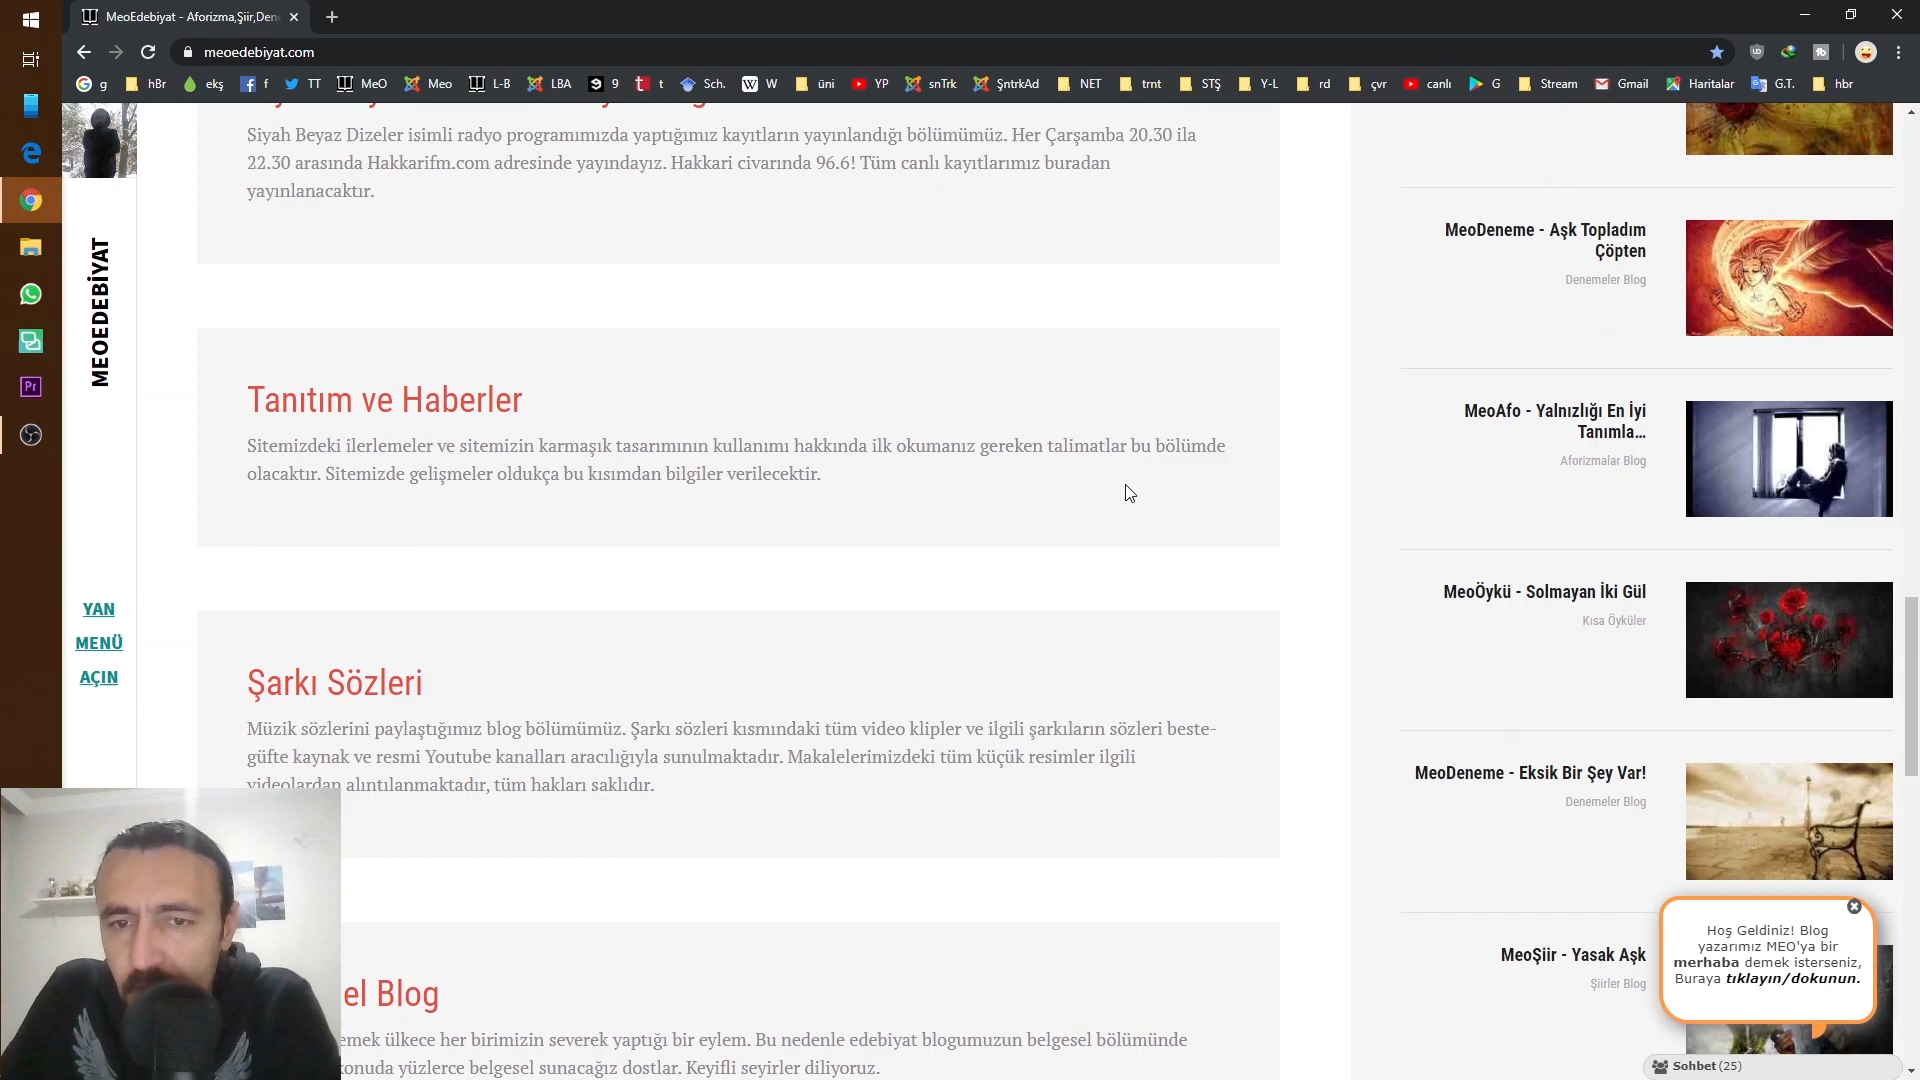 MeoEdebiyat - Aforizma,Şiir,Den
meoedebiyat.com
g hBr ekş f TT MeO Meo L-B LBA 9 t Sch. W üni YP snTrk ŞntrkAd NET trnt STŞ Y-L rd çvr canlı G Stream Gmail Haritalar G.T. hbr
MEOEDEBİYAT
YAN
MENÜ
AÇIN
Siyah Beyaz Dizeler isimli radyo programımızda yaptığımız kayıtların yayınlandığı bölümümüz. Her Çarşamba 20.30 ila
22.30 arasında Hakkarifm.com adresinde yayındayız. Hakkari civarında 96.6! Tüm canlı kayıtlarımız buradan
yayınlanacaktır.
Tanıtım ve Haberler
Sitemizdeki ilerlemeler ve sitemizin karmaşık tasarımının kullanımı hakkında ilk okumanız gereken talimatlar bu bölümde
olacaktır. Sitemizde gelişmeler oldukça bu kısımdan bilgiler verilecektir.
Şarkı Sözleri
Müzik sözlerini paylaştığımız blog bölümümüz. Şarkı sözleri kısmındaki tüm video klipler ve ilgili şarkıların sözleri beste-
güfte kaynak ve resmi Youtube kanalları aracılığıyla sunulmaktadır. Makalelerimizdeki tüm küçük resimler ilgili
videolardan alıntılanmaktadır, tüm hakları saklıdır.
el Blog
emek ülkece her birimizin severek yaptığı bir eylem. Bu nedenle edebiyat blogumuzun belgesel bölümünde
konuda yüzlerce belgesel sunacağız dostlar. Keyifli seyirler diliyoruz.
MeoDeneme - Aşk Topladım
Çöpten
Denemeler Blog
MeoAfo - Yalnızlığı En İyi
Tanımla...
Aforizmalar Blog
MeoÖykü - Solmayan İki Gül
Kısa Öyküler
MeoDeneme - Eksik Bir Şey Var!
Denemeler Blog
MeoŞiir - Yasak Aşk
Şiirler Blog
Hoş Geldiniz! Blog
yazarımız MEO'ya bir
merhaba demek isterseniz,
Buraya tıklayın/dokunun.
Sohbet (25)
Pr